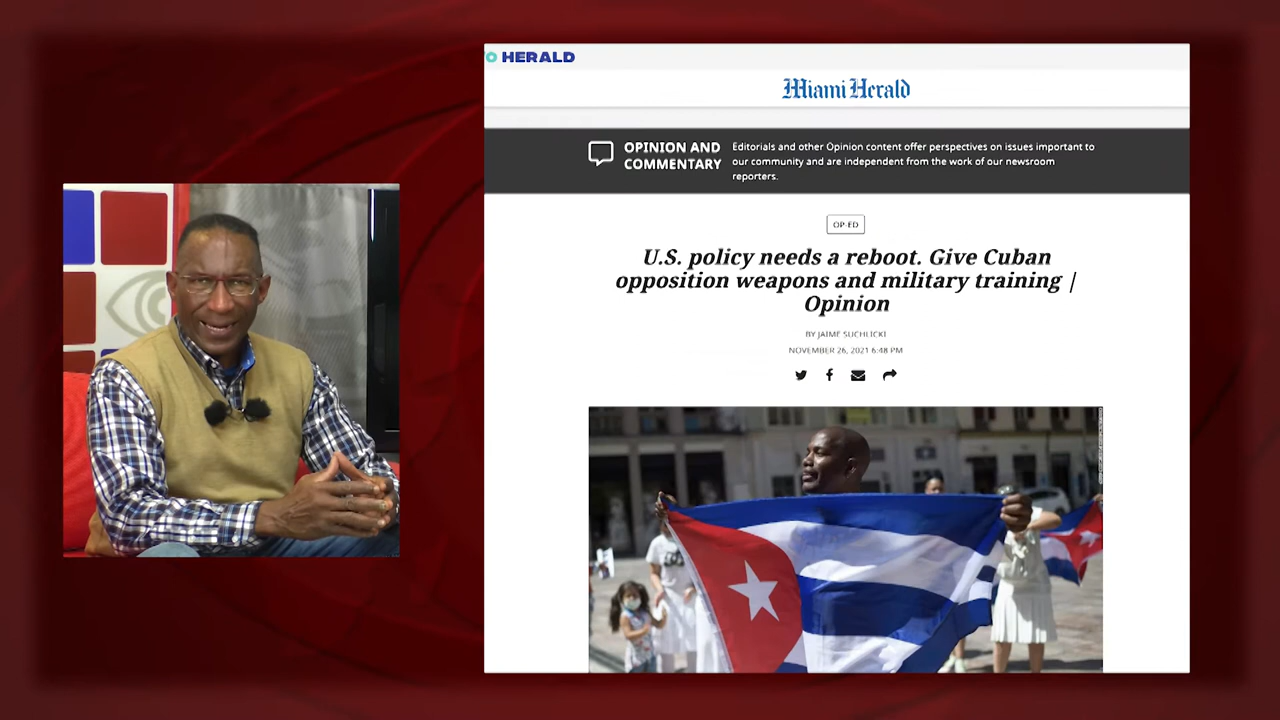 HERALD
Miami Herald
OPINION AND
COMMENTARY
Editorials and other Opinion content offer perspectives on issues important to
our community and are independent from the work of our newsroom
reporters.
OP-ED
U.S. policy needs a reboot. Give Cuban
opposition weapons and military training |
Opinion
BY JAIME SUCHLICKI
NOVEMBER 26, 2021 6:48 PM